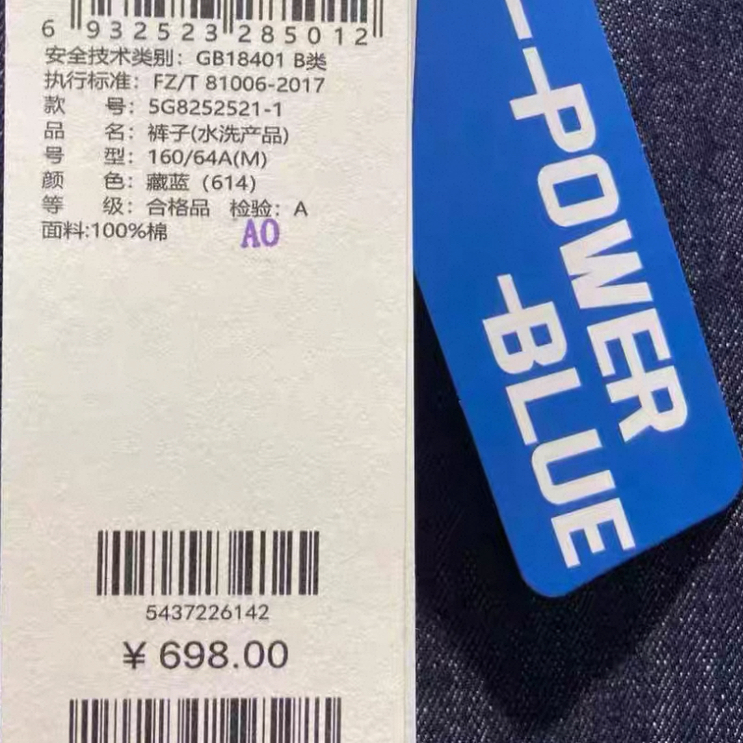 6 932523 285012
安全技术类别：GB18401 B类
执行标准：FZ/T 81006-2017
款　　号：5G8252521-1
品　　名：裤子(水洗产品)
号　　型：160/64A(M)
颜　　色：藏蓝（614）
等　　级：合格品　检验：A
面料:100%棉
AO
5437226142
¥ 698.00
POWER
BLUE